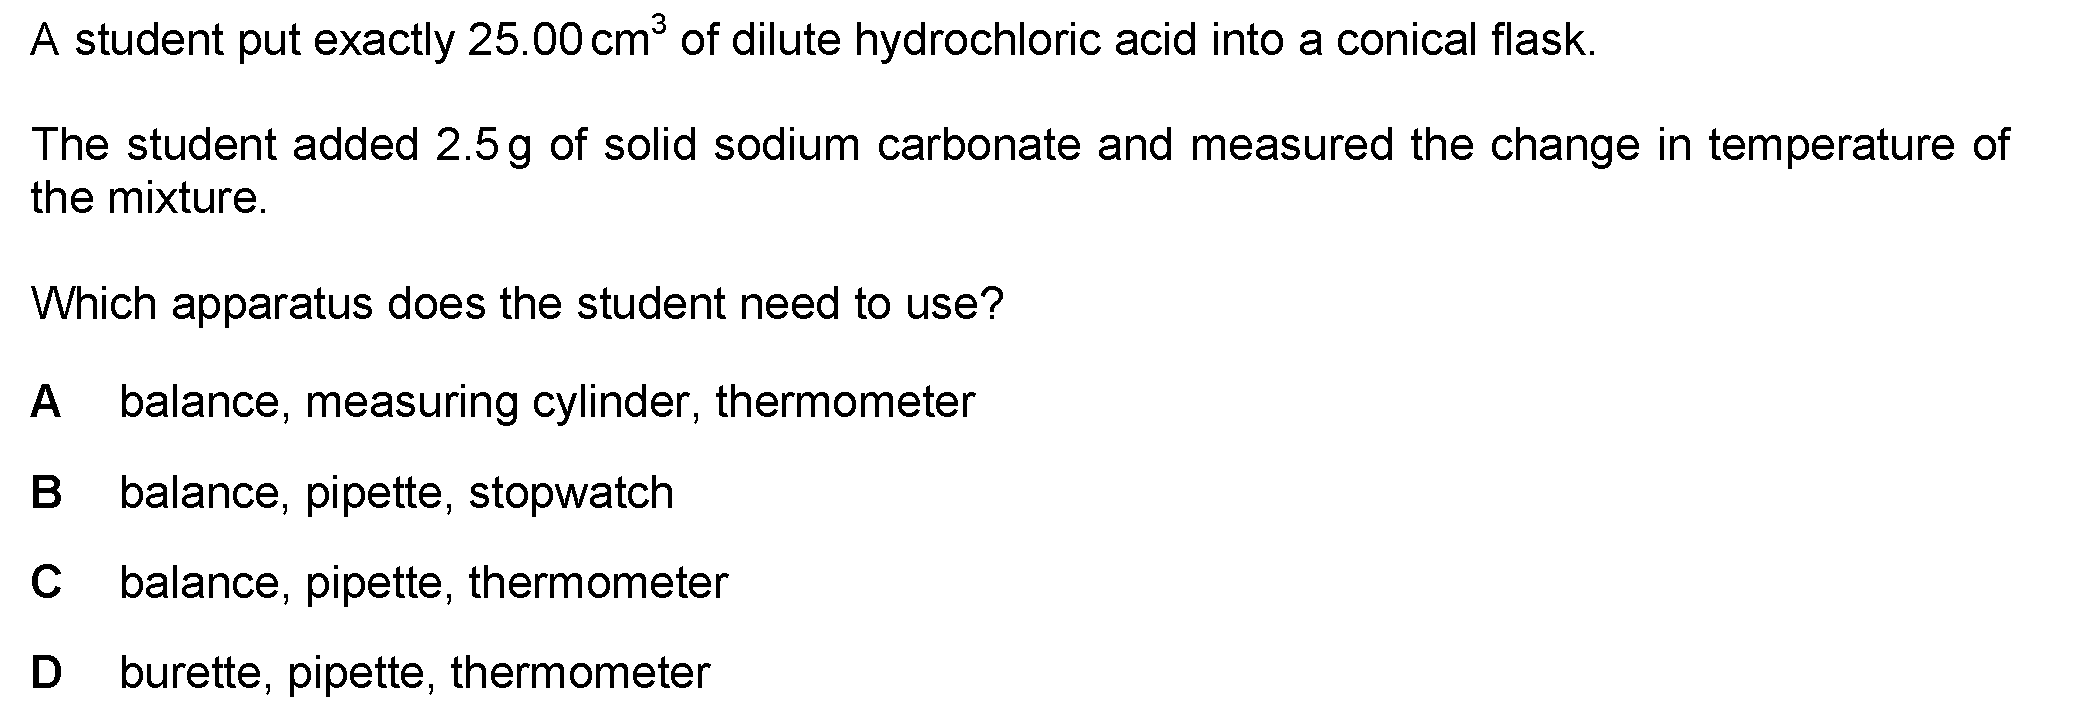 A student put exactly 25.00 cm³ of dilute hydrochloric acid into a conical flask.
The student added 2.5 g of solid sodium carbonate and measured the change in temperature of
the mixture.
Which apparatus does the student need to use?
A balance, measuring cylinder, thermometer
B balance, pipette, stopwatch
C balance, pipette, thermometer
D burette, pipette, thermometer